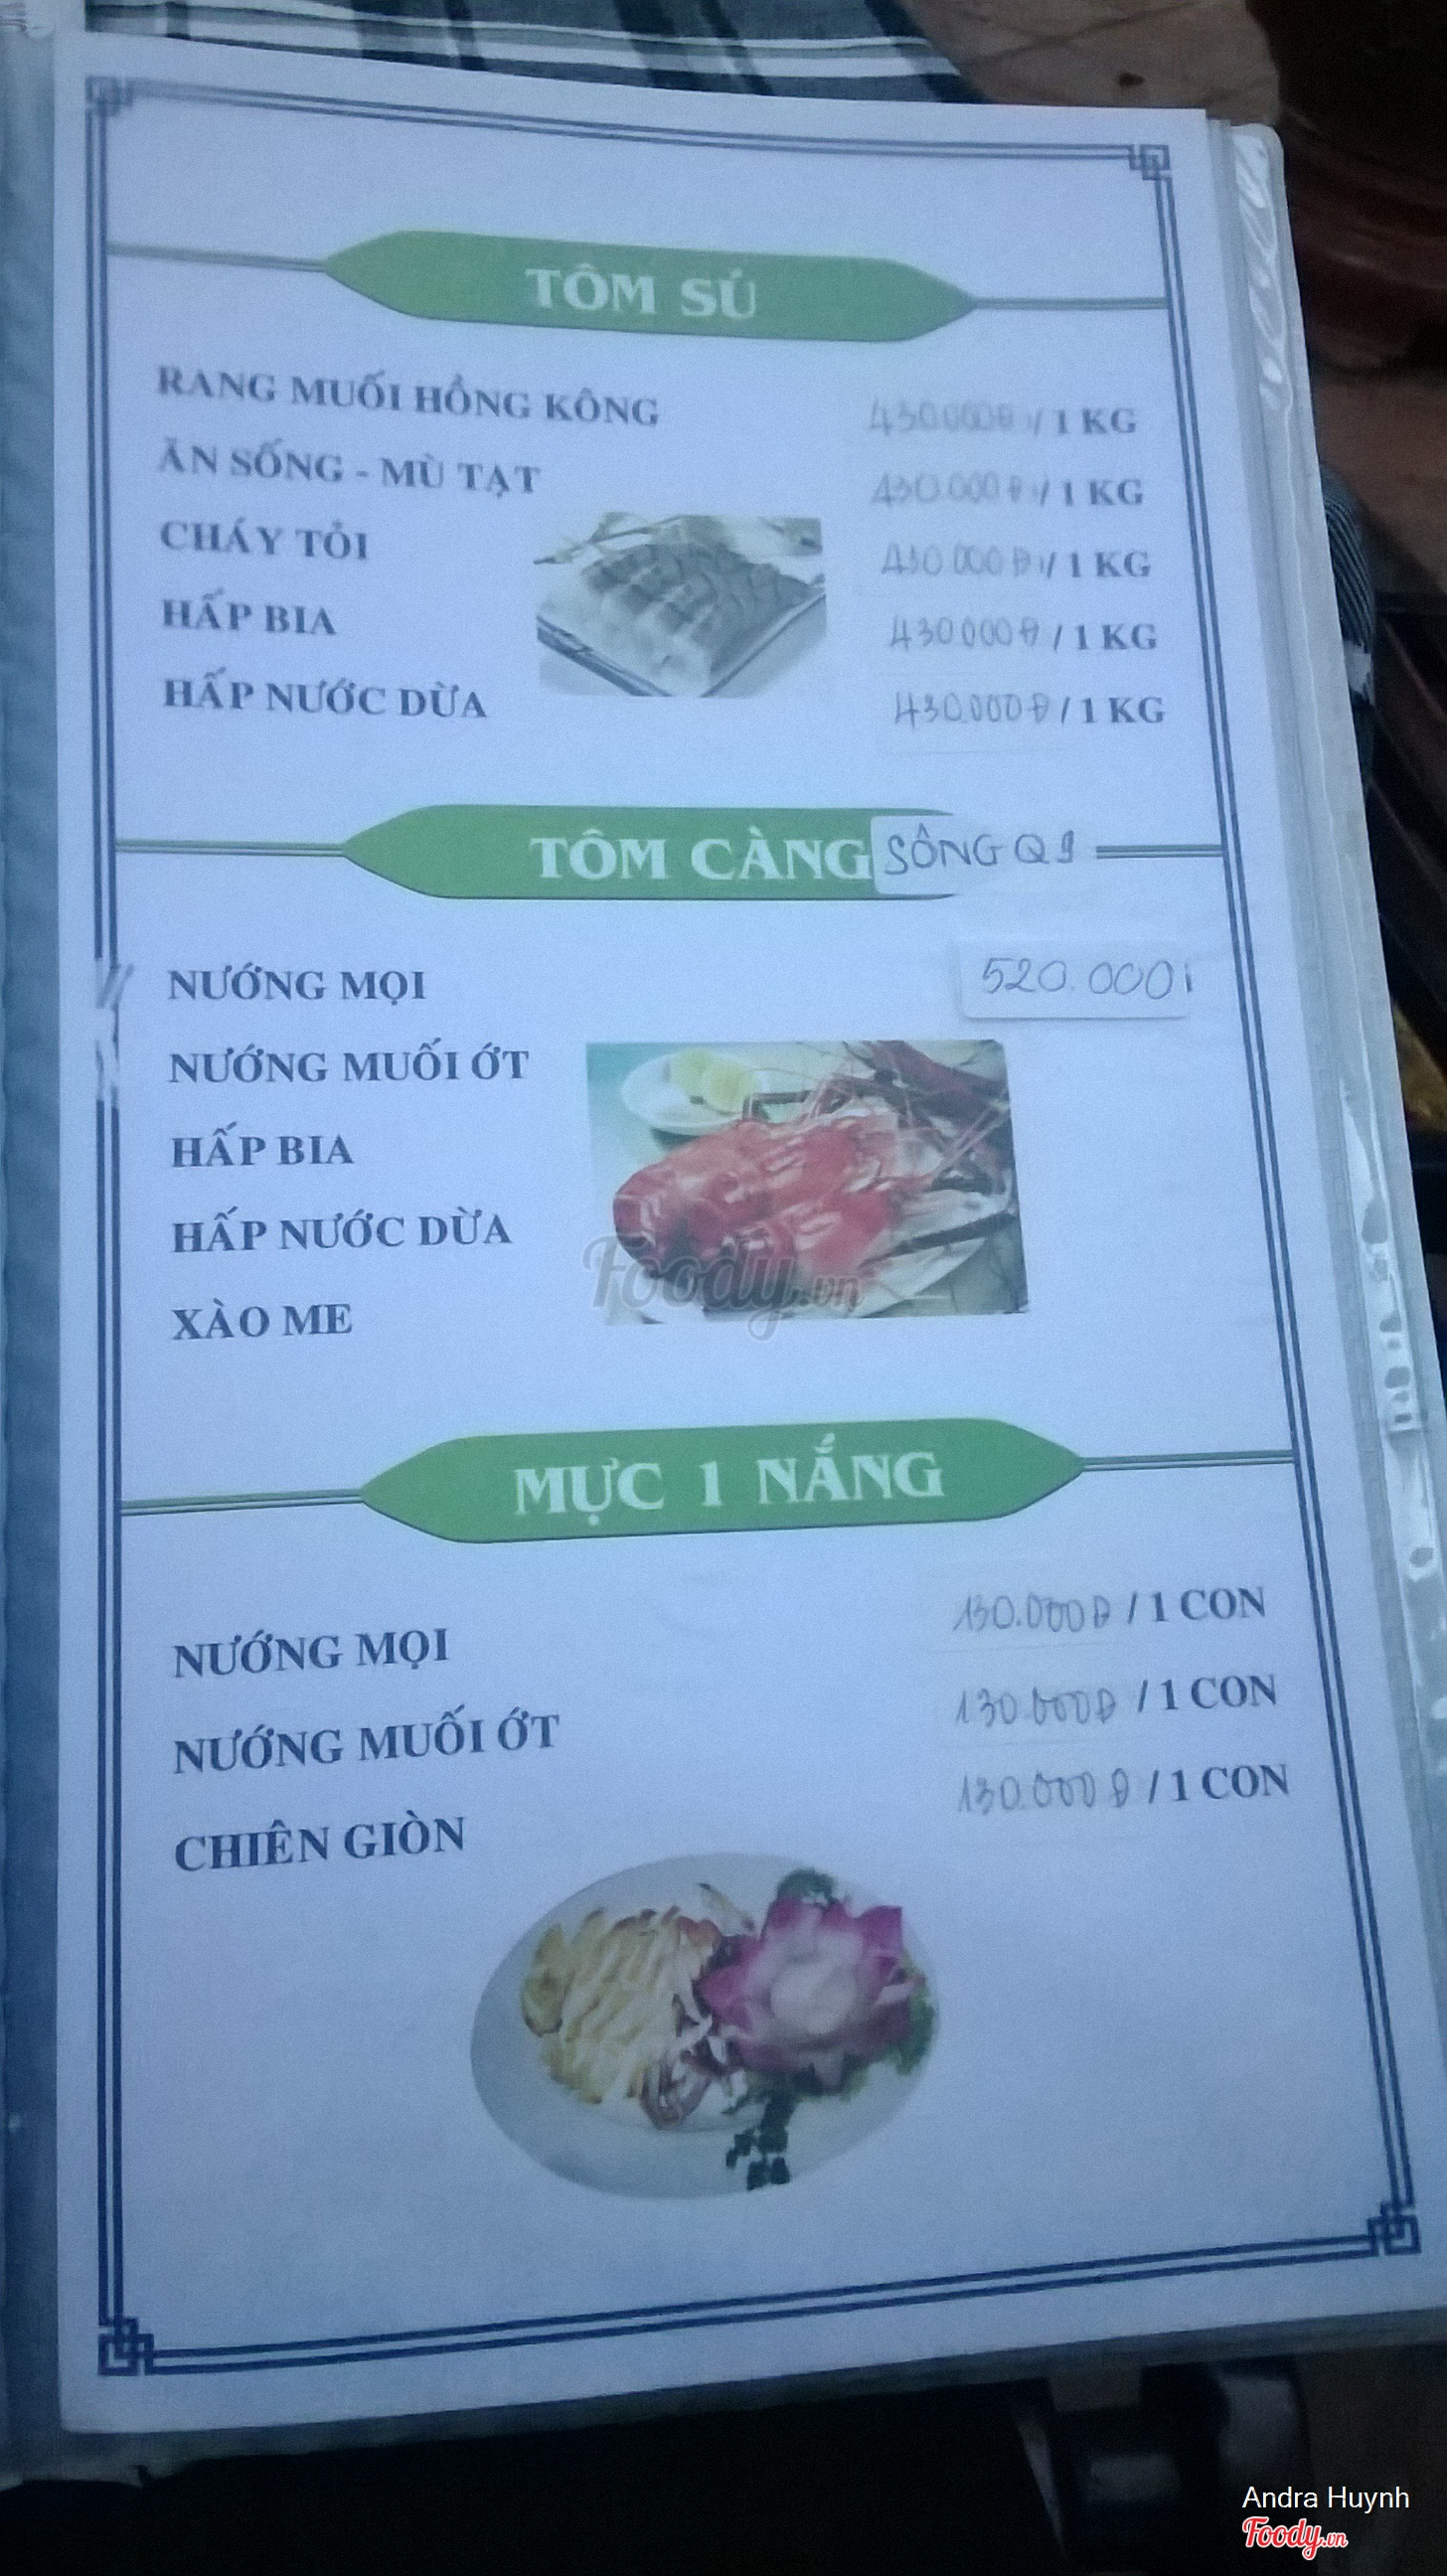 TÔM SÚ
RANG MUỐI HỒNG KÔNG 430.000Đ / 1 KG
ĂN SỐNG - MÙ TẠT 430.000Đ / 1 KG
CHÁY TỎI 430.000Đ / 1 KG
HẤP BIA 430.000Đ / 1 KG
HẤP NƯỚC DỪA 430.000Đ / 1 KG
TÔM CÀNG SÔNG
NƯỚNG MỌI 520.000
NƯỚNG MUỐI ỚT
HẤP BIA
HẤP NƯỚC DỪA
XÀO ME
Foody.vn
MỰC 1 NẮNG
NƯỚNG MỌI 130.000Đ / 1 CON
NƯỚNG MUỐI ỚT 130.000Đ / 1 CON
CHIÊN GIÒN 130.000Đ / 1 CON
Andra Huynh
Foody.vn